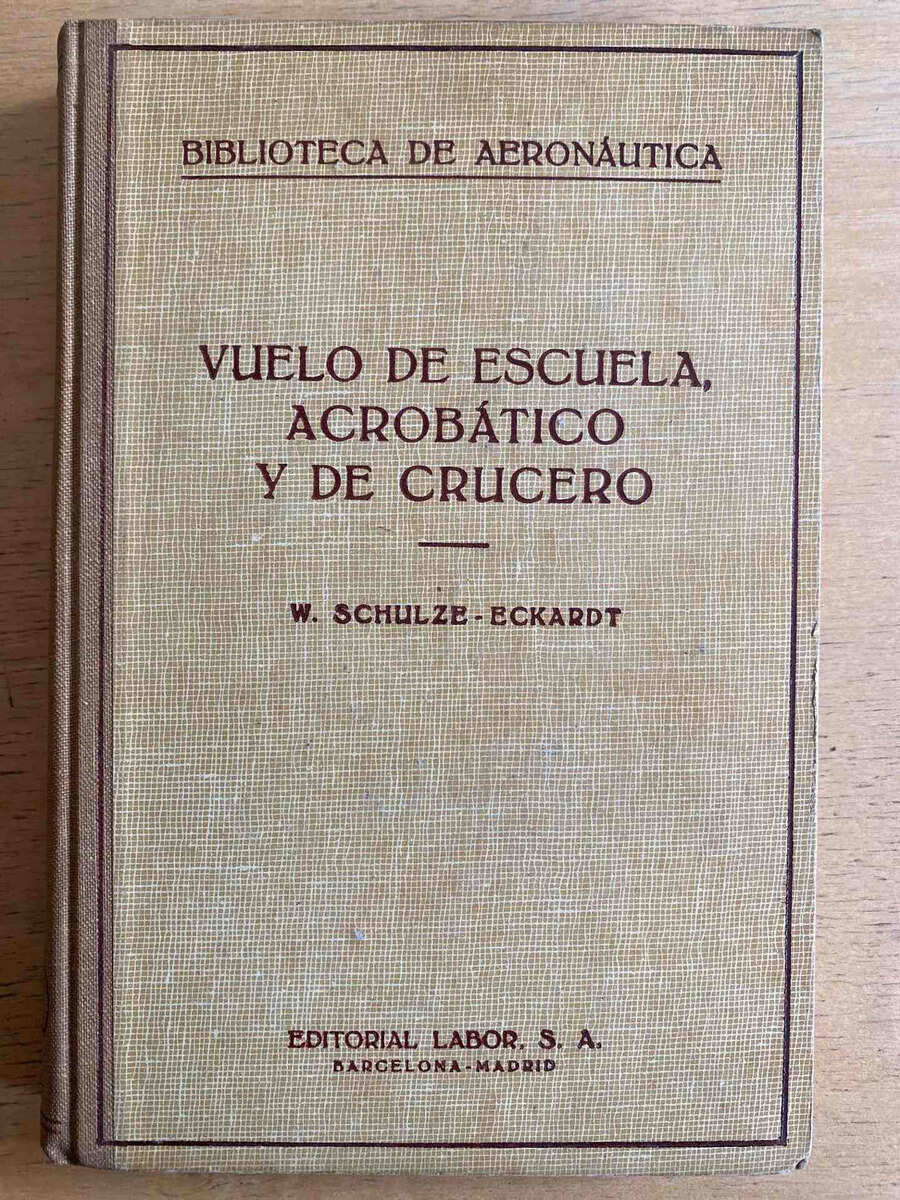 BIBLIOTECA DE AERONÁUTICA
VUELO DE ESCUELA,
ACROBÁTICO
Y DE CRUCERO
W. SCHULZE-ECKARDT
EDITORIAL LABOR, S. A.
BARCELONA-MADRID